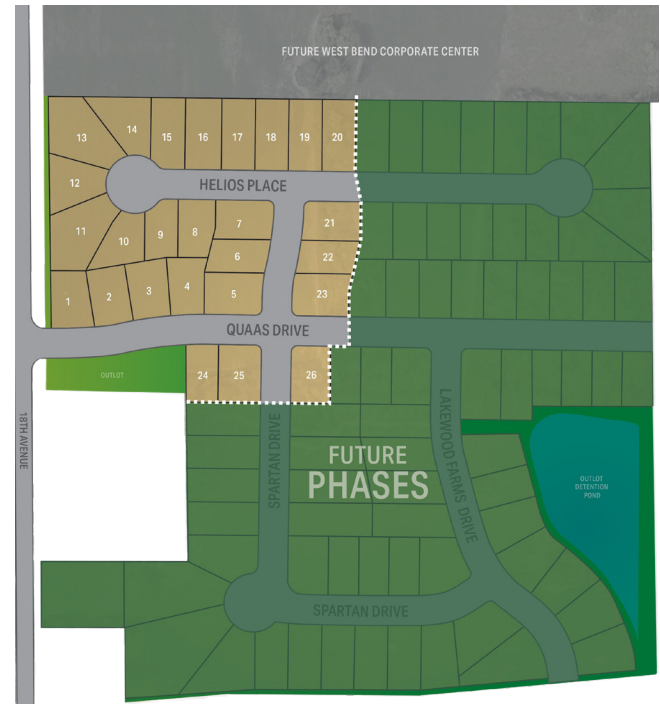 FUTURE WEST BEND CORPORATE CENTER
13
14
15
16
17
18
19
20
12
HELIOS PLACE
11
10
9
8
7
21
6
22
1
2
3
4
5
23
QUAAS DRIVE
OUTLOT
24
25
26
18TH AVENUE
SPARTAN DRIVE
LAKEWOOD FARMS DRIVE
FUTURE
PHASES
OUTLOT
DETENTION
POND
SPARTAN DRIVE